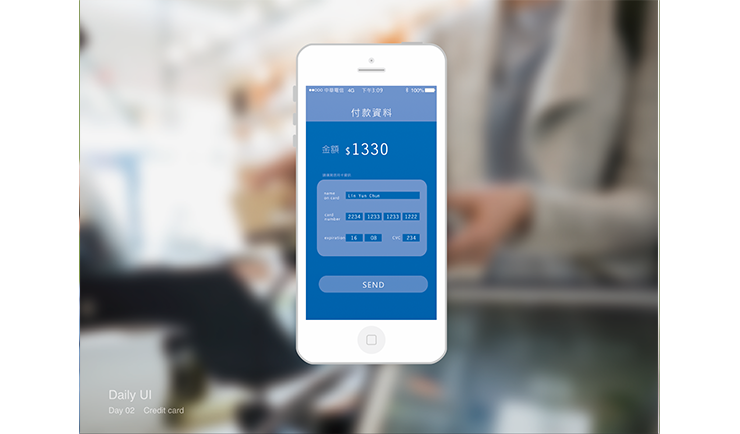 中華電信 4G 下午3:09 100%
付款資料
金額 $1330
name on card Lin Yun Chun
card number 2234 1233 1233 1222
expiration 16 08 CVC 234
SEND
Daily UI
Day 02 Credit card